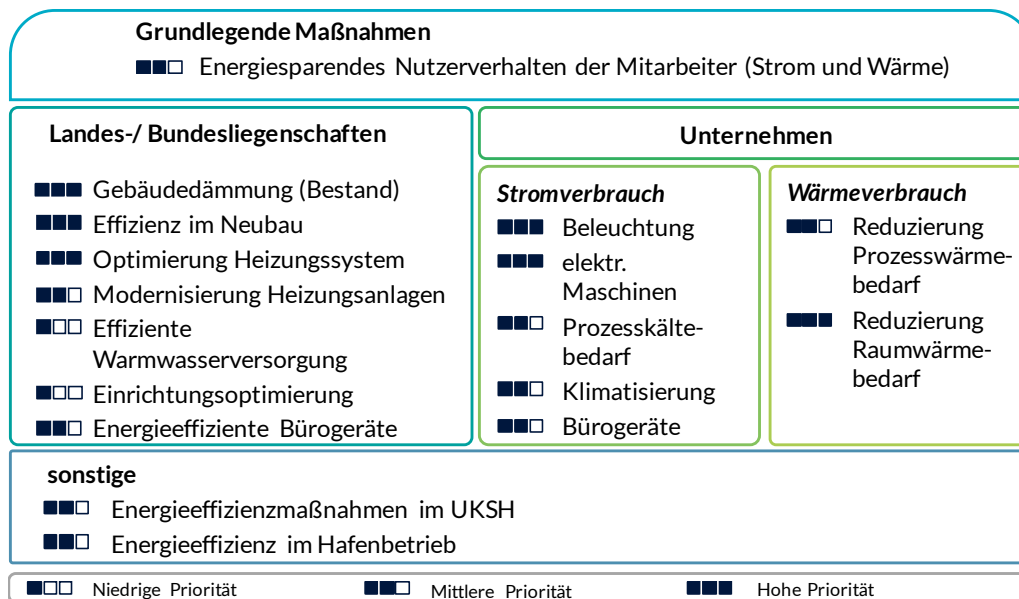 Grundlegende Maßnahmen
Energiesparendes Nutzerverhalten der Mitarbeiter (Strom und Wärme)
Landes-/ Bundesliegenschaften
Gebäudedämmung (Bestand)
Effizienz im Neubau
Optimierung Heizungssystem
Modernisierung Heizungsanlagen
Effiziente
Warmwasserversorgung
Einrichtungsoptimierung
Energieeffiziente Bürogeräte
Unternehmen
Stromverbrauch
Beleuchtung
elektr.
Maschinen
Prozesskälte-
bedarf
Klimatisierung
Bürogeräte
Wärmeverbrauch
Reduzierung
Prozesswärme-
bedarf
Reduzierung
Raumwärme-
bedarf
sonstige
Energieeffizienzmaßnahmen im UKSH
Energieeffizienz im Hafenbetrieb
Niedrige Priorität
Mittlere Priorität
Hohe Priorität